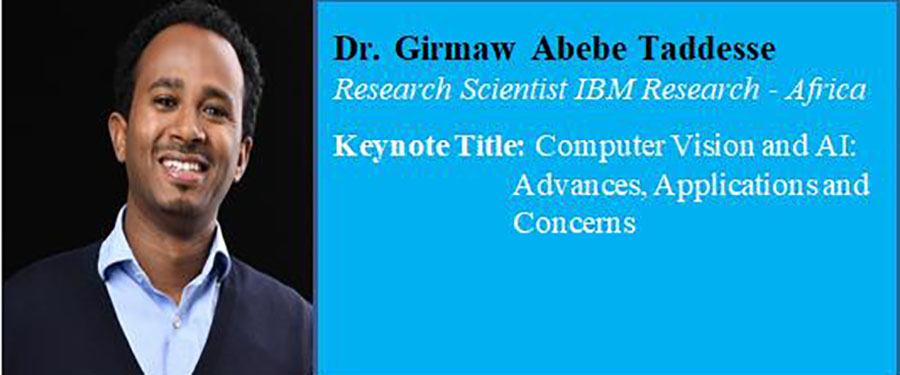 Dr. Girmaw Abebe Taddesse
Research Scientist IBM Research - Africa
Keynote Title: Computer Vision and AI:
Advances, Applications and
Concerns